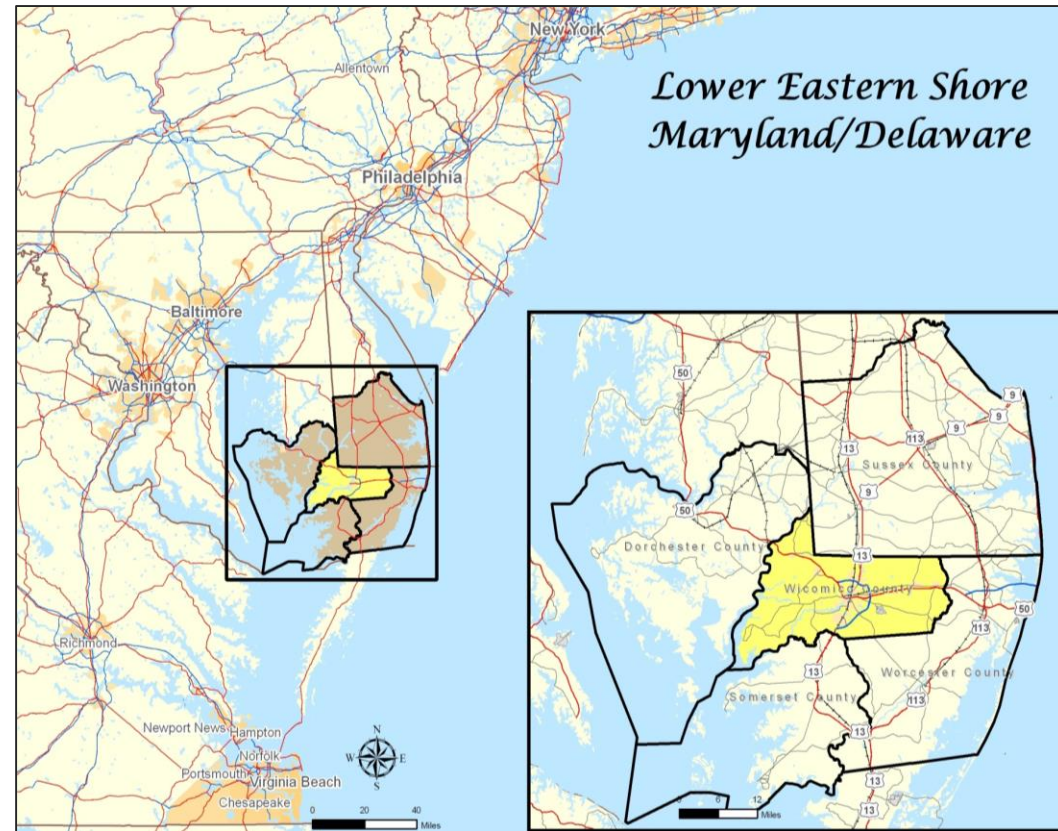 New York
Allentown
Lower Eastern Shore
Maryland/Delaware
Philadelphia
Baltimore
Washington
Richmond
Newport News
Hampton
Norfolk
Portsmouth
Virginia Beach
Chesapeake
N
W E
S
0 20 40
Miles
50
9
13
113
9
9
Sussex County
9
50
13
Dorchester County
Wicomico County
50
113
13
Worcester County
Somerset County
113
13
13
13
6 12
Miles